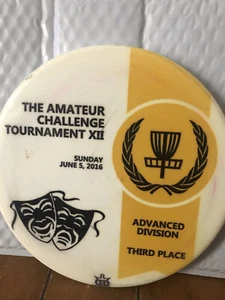 THE AMATEUR
CHALLENGE
TOURNAMENT XII
SUNDAY
JUNE 5, 2016
ADVANCED
DIVISION
THIRD PLACE